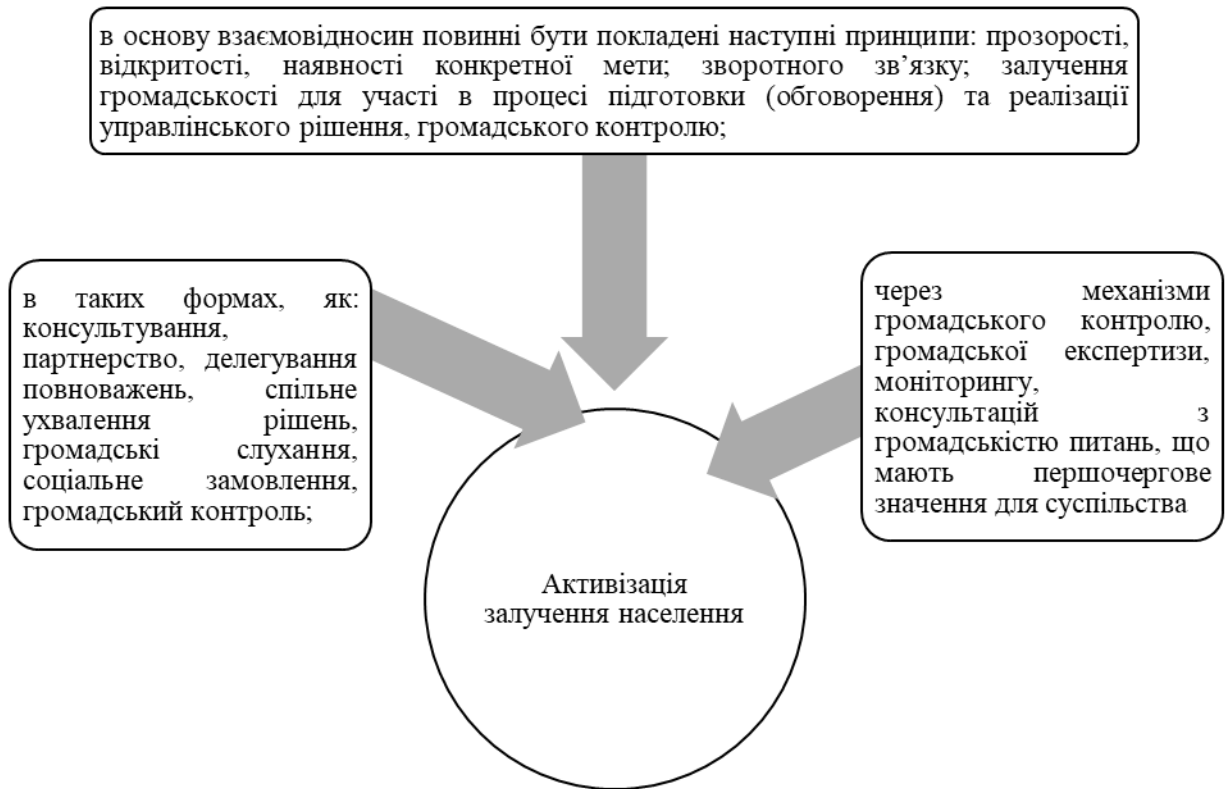 в основу взаємовідносин повинні бути покладені наступні принципи: прозорості,
відкритості, наявності конкретної мети; зворотного зв’язку; залучення
громадськості для участі в процесі підготовки (обговорення) та реалізації
управлінського рішення, громадського контролю;
в таких формах, як:
консультування,
партнерство, делегування
повноважень, спільне
ухвалення рішень,
громадські слухання,
соціальне замовлення,
громадський контроль;
через механізми
громадського контролю,
громадської експертизи,
моніторингу,
консультацій з
громадськістю питань, що
мають першочергове
значення для суспільства
Активізація
залучення населення